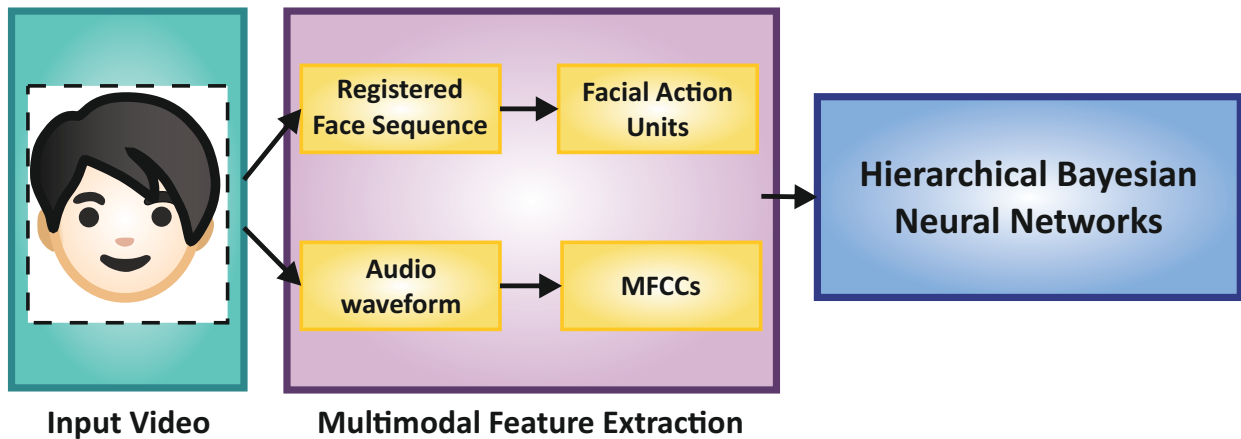 Registered
Face Sequence
Facial Action
Units
Audio
waveform
MFCCs
Hierarchical Bayesian
Neural Networks
Input Video
Multimodal Feature Extraction